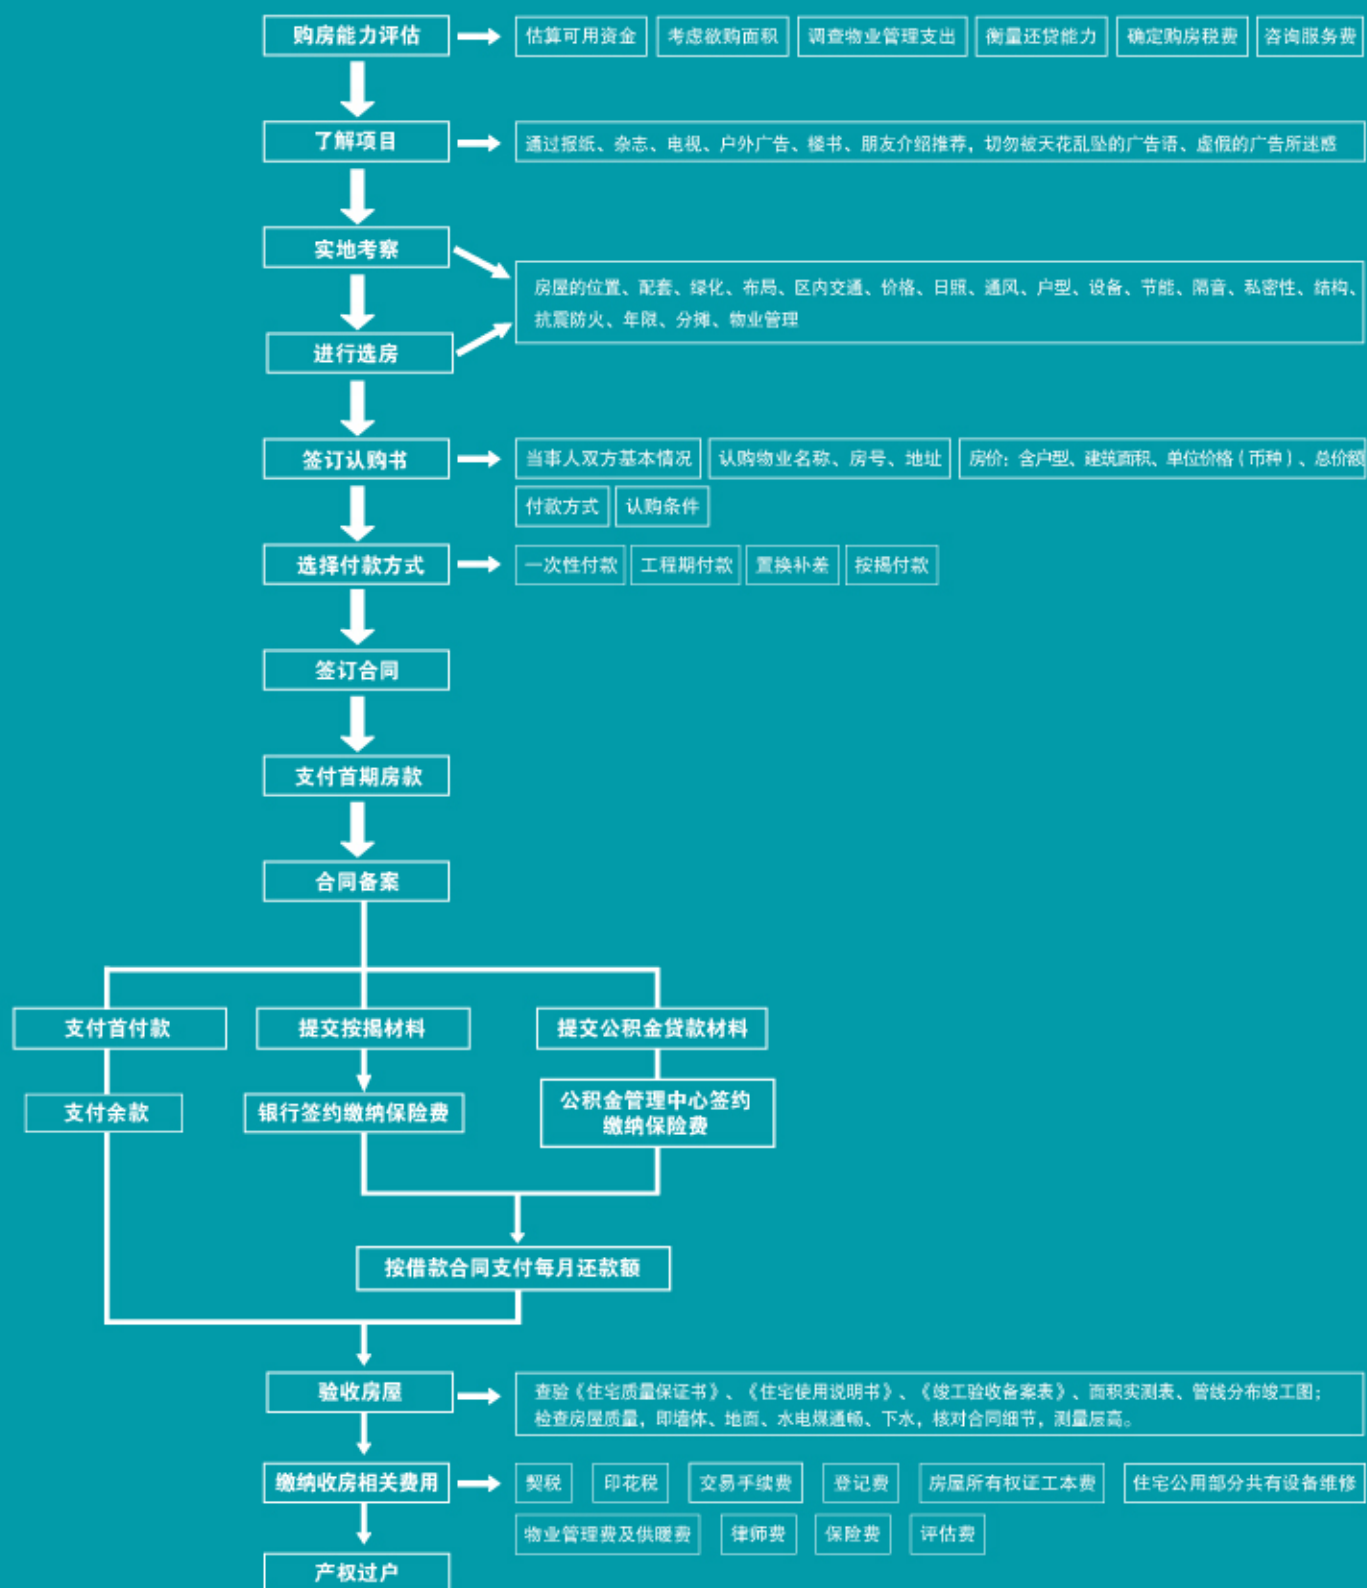 购房能力评估
估算可用资金
考虑欲购面积
调查物业管理支出
衡量还贷能力
确定购房税费
咨询服务费
了解项目
通过报纸、杂志、电视、户外广告、楼书、朋友介绍推荐，切勿被天花乱坠的广告语、虚假的广告所迷惑
实地考察
房屋的位置、配套、绿化、布局、区内交通、价格、日照、通风、户型、设备、节能、隔音、私密性、结构、
抗震防火、年限、分摊、物业管理
进行选房
签订认购书
当事人双方基本情况
认购物业名称、房号、地址
房价：含户型、建筑面积、单位价格（币种）、总价额
付款方式
认购条件
选择付款方式
一次性付款
工程期付款
置换补差
按揭付款
签订合同
支付首期房款
合同备案
支付首付款
提交按揭材料
提交公积金贷款材料
支付余款
银行签约缴纳保险费
公积金管理中心签约
缴纳保险费
按借款合同支付每月还款额
验收房屋
查验《住宅质量保证书》、《住宅使用说明书》、《竣工验收备案表》、面积实测表、管线分布竣工图；
检查房屋质量，即墙体、地面、水电煤通畅、下水，核对合同细节，测量层高。
缴纳收房相关费用
契税
印花税
交易手续费
登记费
房屋所有权证工本费
住宅公用部分共有设备维修
物业管理费及供暖费
律师费
保险费
评估费
产权过户